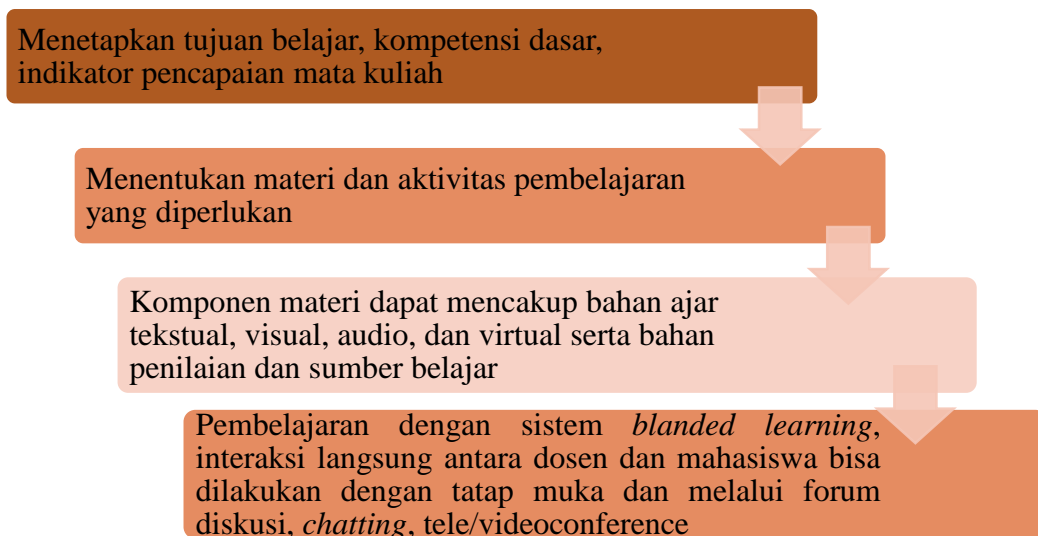 Menetapkan tujuan belajar, kompetensi dasar,
indikator pencapaian mata kuliah
Menentukan materi dan aktivitas pembelajaran
yang diperlukan
Komponen materi dapat mencakup bahan ajar
tekstual, visual, audio, dan virtual serta bahan
penilaian dan sumber belajar
Pembelajaran dengan sistem blanded learning,
interaksi langsung antara dosen dan mahasiswa bisa
dilakukan dengan tatap muka dan melalui forum
diskusi, chatting, tele/videoconference